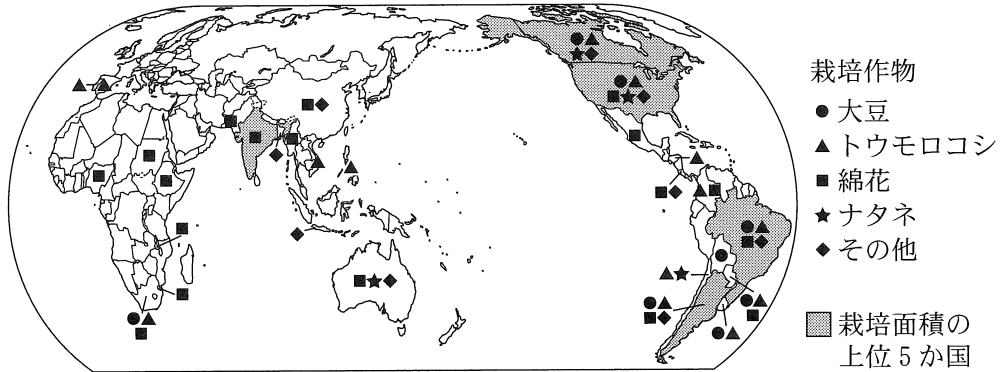 栽培作物
●大豆
▲トウモロコシ
■綿花
★ナタネ
◆その他
栽培面積の
上位5か国